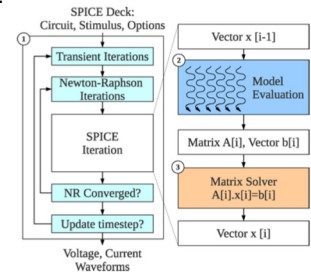 SPICE Deck:
Circuit, Stimulus, Options
1
Transient Iterations
Newton-Raphson
Iterations
SPICE
Iteration
NR Converged?
Update timestep?
Voltage, Current
Waveforms
Vector x [i-1]
2
Model
Evaluation
Matrix A[i], Vector b[i]
3
Matrix Solver
A[i].x[i]=b[i]
Vector x [i]